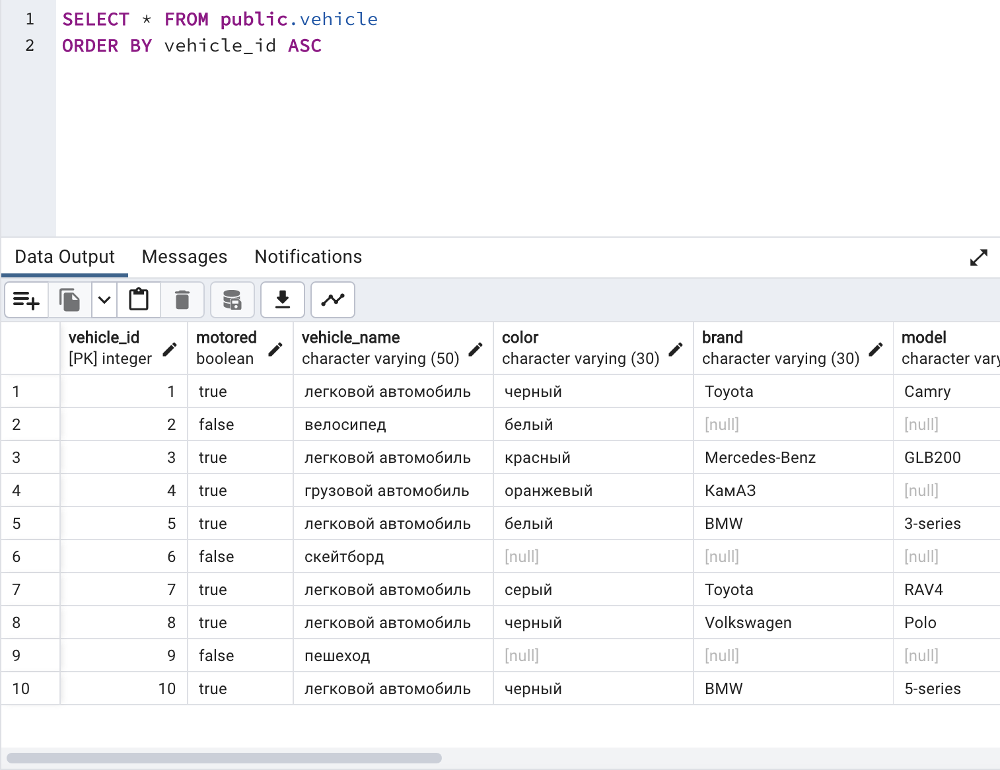 1 SELECT * FROM public.vehicle
2 ORDER BY vehicle_id ASC
Data Output Messages Notifications
vehicle_id motored vehicle_name color brand model
[PK] integer boolean character varying (50) character varying (30) character varying (30) character vary
1 1 true легковой автомобиль черный Toyota Camry
2 2 false велосипед белый [null] [null]
3 3 true легковой автомобиль красный Mercedes-Benz GLB200
4 4 true грузовой автомобиль оранжевый КамАЗ [null]
5 5 true легковой автомобиль белый BMW 3-series
6 6 false скейтборд [null] [null] [null]
7 7 true легковой автомобиль серый Toyota RAV4
8 8 true легковой автомобиль черный Volkswagen Polo
9 9 false пешеход [null] [null] [null]
10 10 true легковой автомобиль черный BMW 5-series